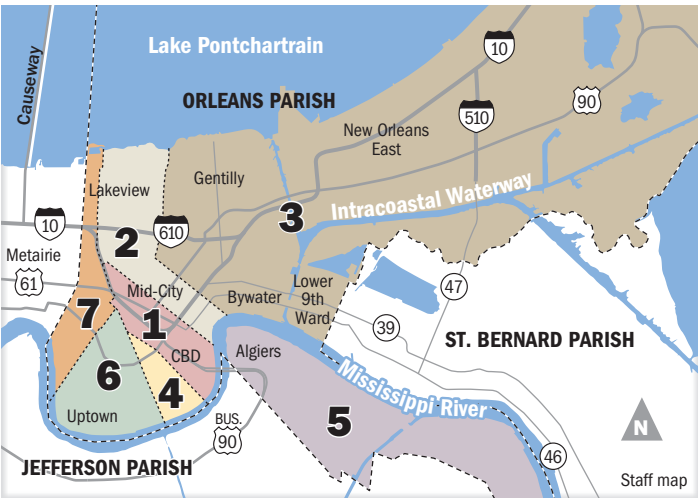 Causeway
Lake Pontchartrain
10
ORLEANS PARISH
90
510
New Orleans
East
Lakeview
Gentilly
Intracoastal Waterway
10
610
3
2
Metairie
61
Mid-City
Bywater
Lower
9th
Ward
47
7
1
39
ST. BERNARD PARISH
CBD
Algiers
6
4
Mississippi River
Uptown
5
BUS.
90
N
JEFFERSON PARISH
46
Staff map